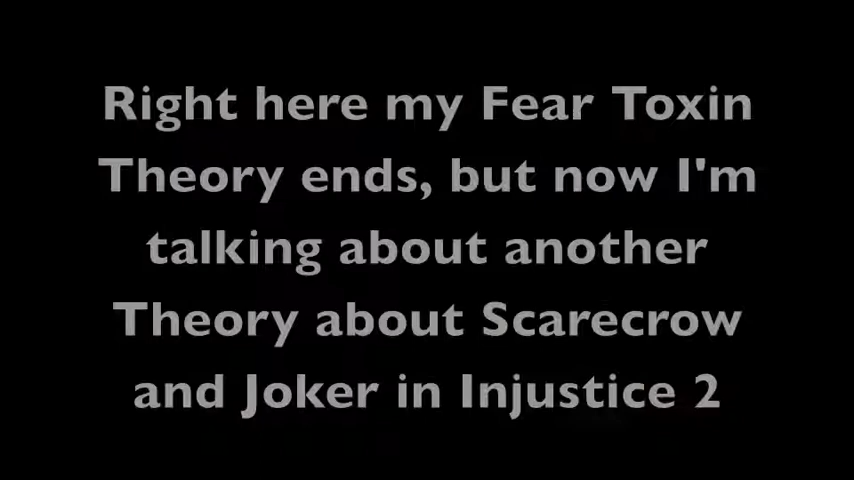 Right here my Fear Toxin
Theory ends, but now I'm
talking about another
Theory about Scarecrow
and Joker in Injustice 2